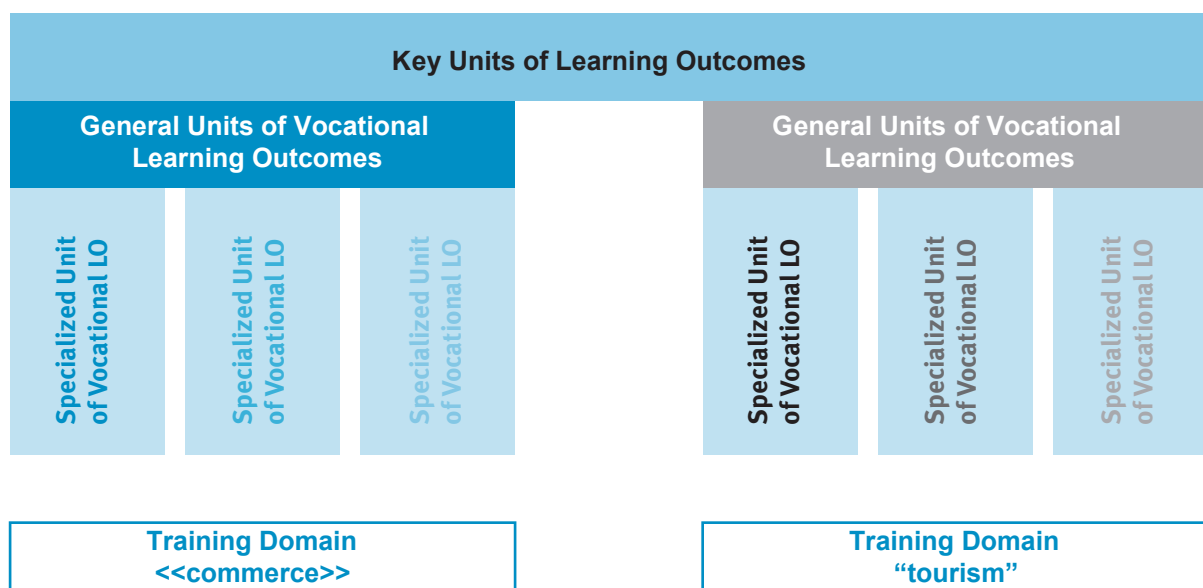 Key Units of Learning Outcomes
General Units of Vocational
Learning Outcomes
General Units of Vocational
Learning Outcomes
Specialized Unit
of Vocational LO
Specialized Unit
of Vocational LO
Specialized Unit
of Vocational LO
Specialized Unit
of Vocational LO
Specialized Unit
of Vocational LO
Specialized Unit
of Vocational LO
Training Domain
<<commerce>>
Training Domain
“tourism”